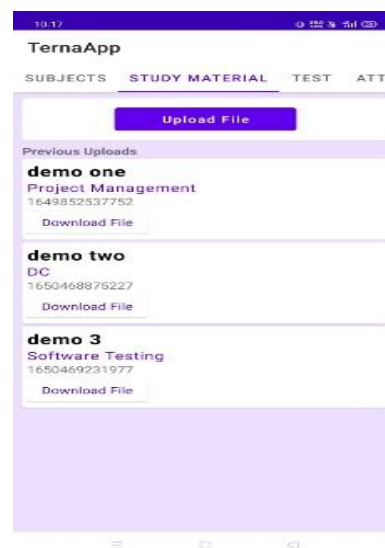 10.17
TernaApp
SUBJECTS STUDY MATERIAL TEST ATT
Upload File
Previous Uploads
demo one
Project Management
1649852537752
Download File
demo two
DC
1650468875227
Download File
demo 3
Software Testing
1650469231977
Download File